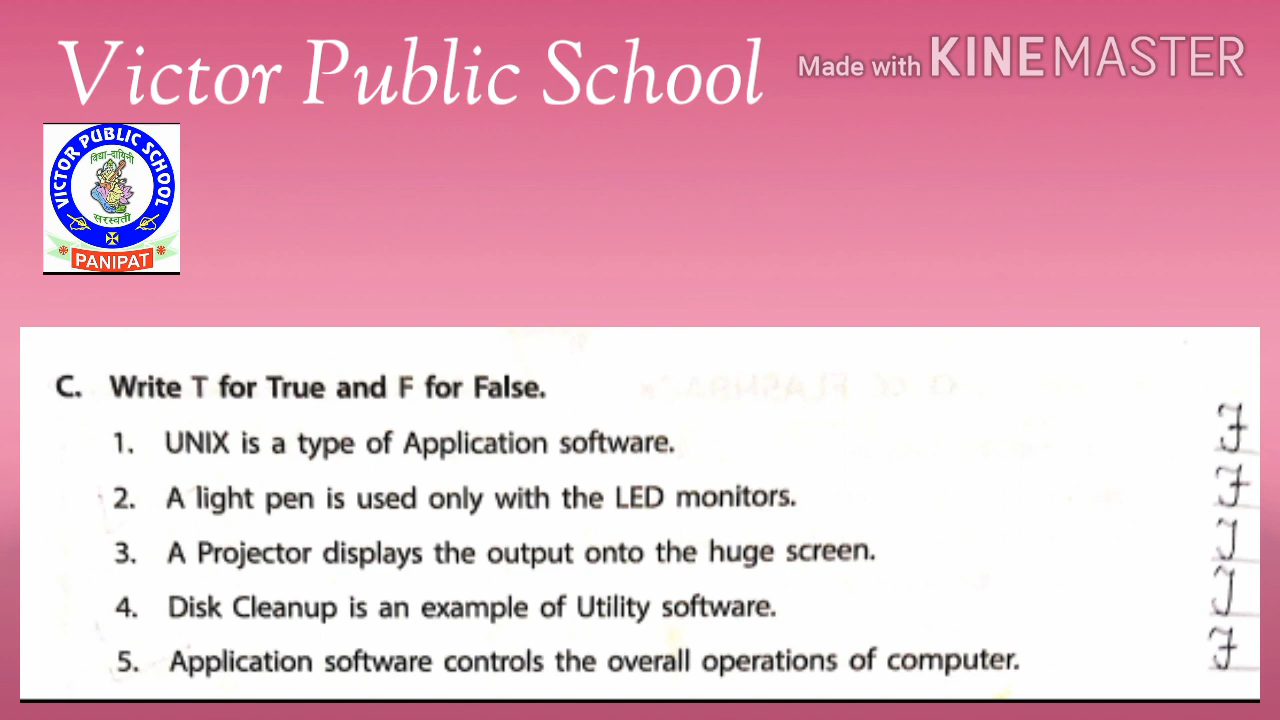 Victor Public School
Made with KINEMASTER
VICTOR PUBLIC SCHOOL
विद्या-दायिनी
सरस्वती
PANIPAT
C. Write T for True and F for False.
1. UNIX is a type of Application software. F
2. A light pen is used only with the LED monitors. F
3. A Projector displays the output onto the huge screen. T
4. Disk Cleanup is an example of Utility software. T
5. Application software controls the overall operations of computer. F